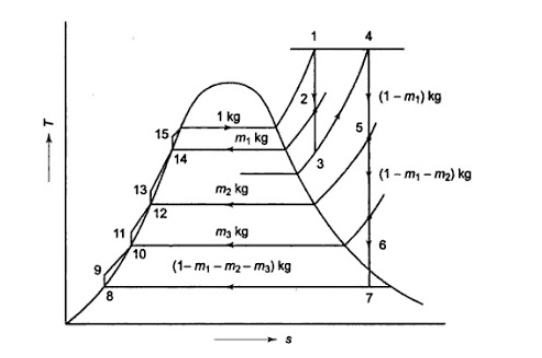 1
4
2
(1 – m₁) kg
1 kg
15
m₁ kg
5
14
3
T
(1 – m₁ – m₂) kg
13
m₂ kg
12
11
m₃ kg
10
6
9
(1– m₁ – m₂ – m₃) kg
8
7
s